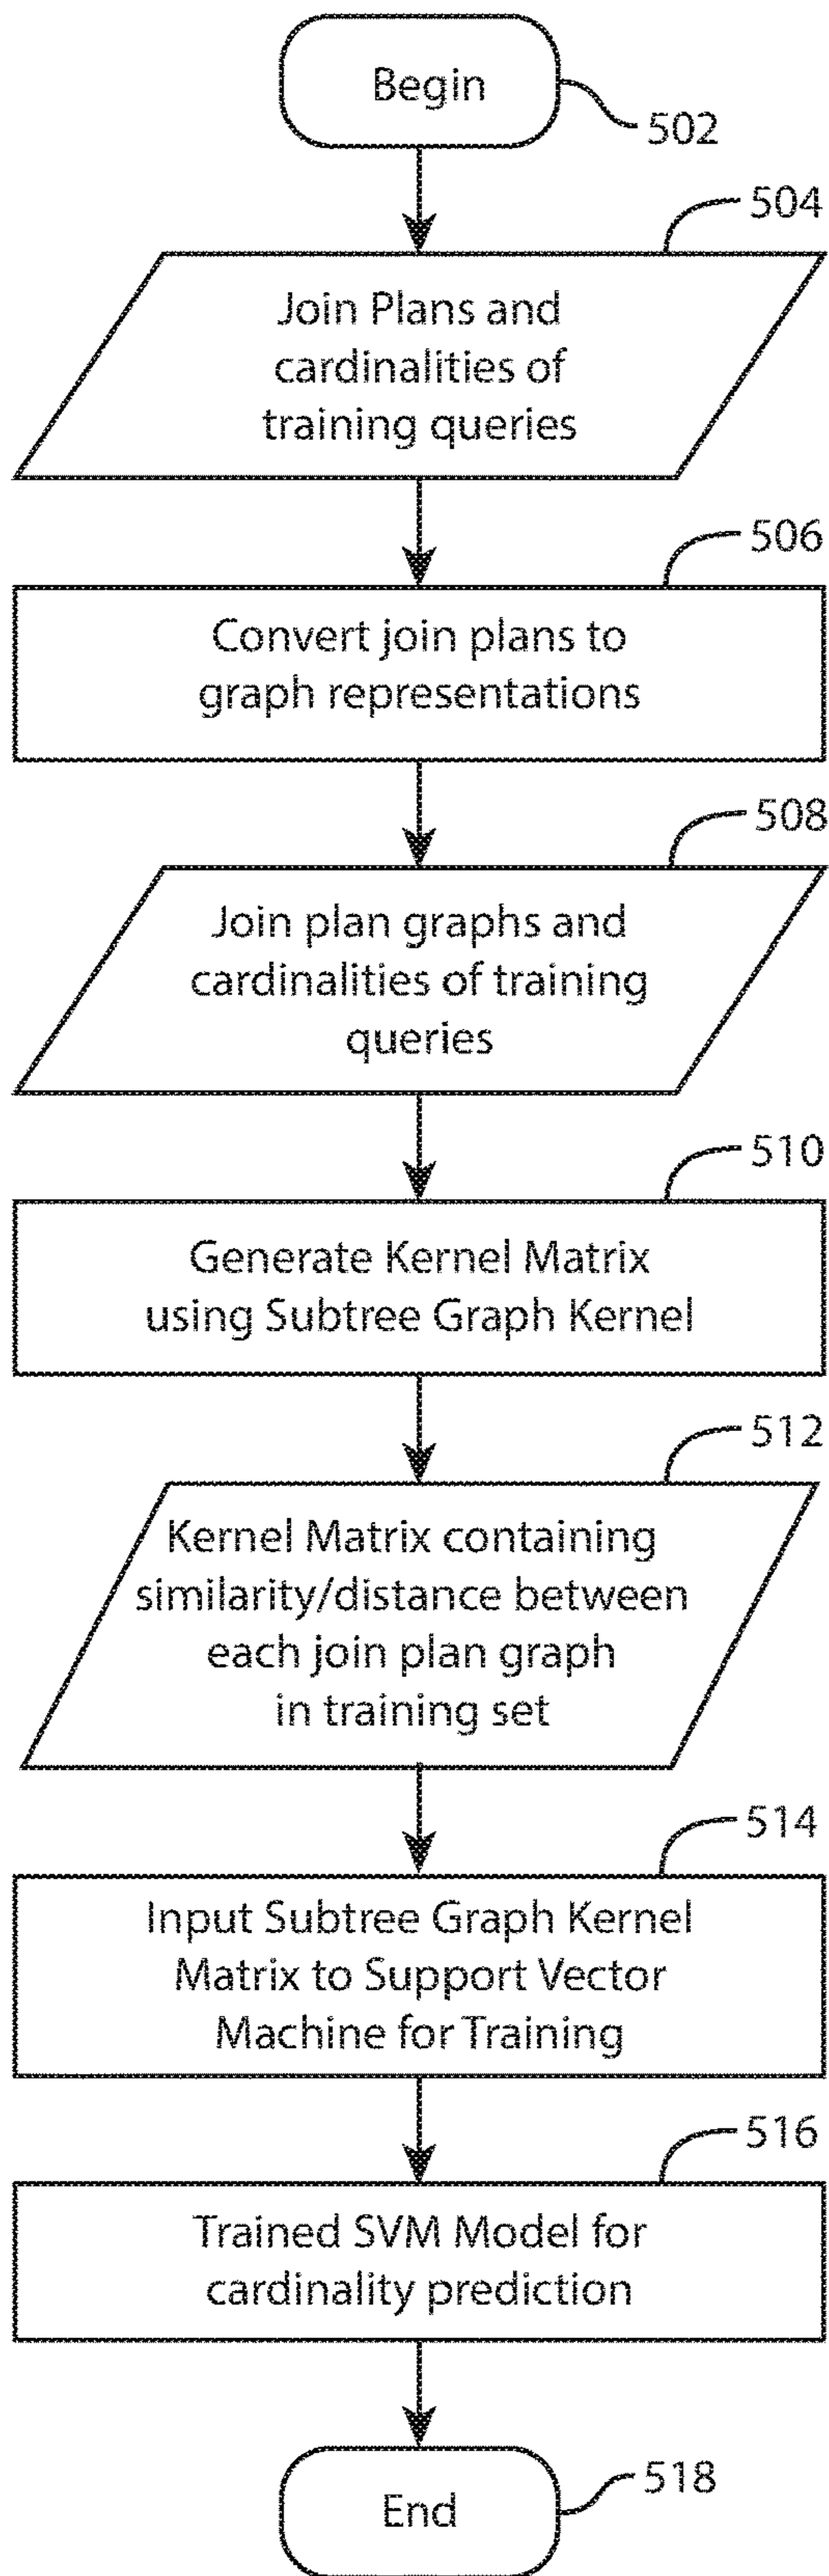 Begin
502
504
Join Plans and
cardinalities of
training queries
506
Convert join plans to
graph representations
508
Join plan graphs and
cardinalities of training
queries
510
Generate Kernel Matrix
using Subtree Graph Kernel
512
Kernel Matrix containing
similarity/distance between
each join plan graph
in training set
514
Input Subtree Graph Kernel
Matrix to Support Vector
Machine for Training
516
Trained SVM Model for
cardinality prediction
End
518